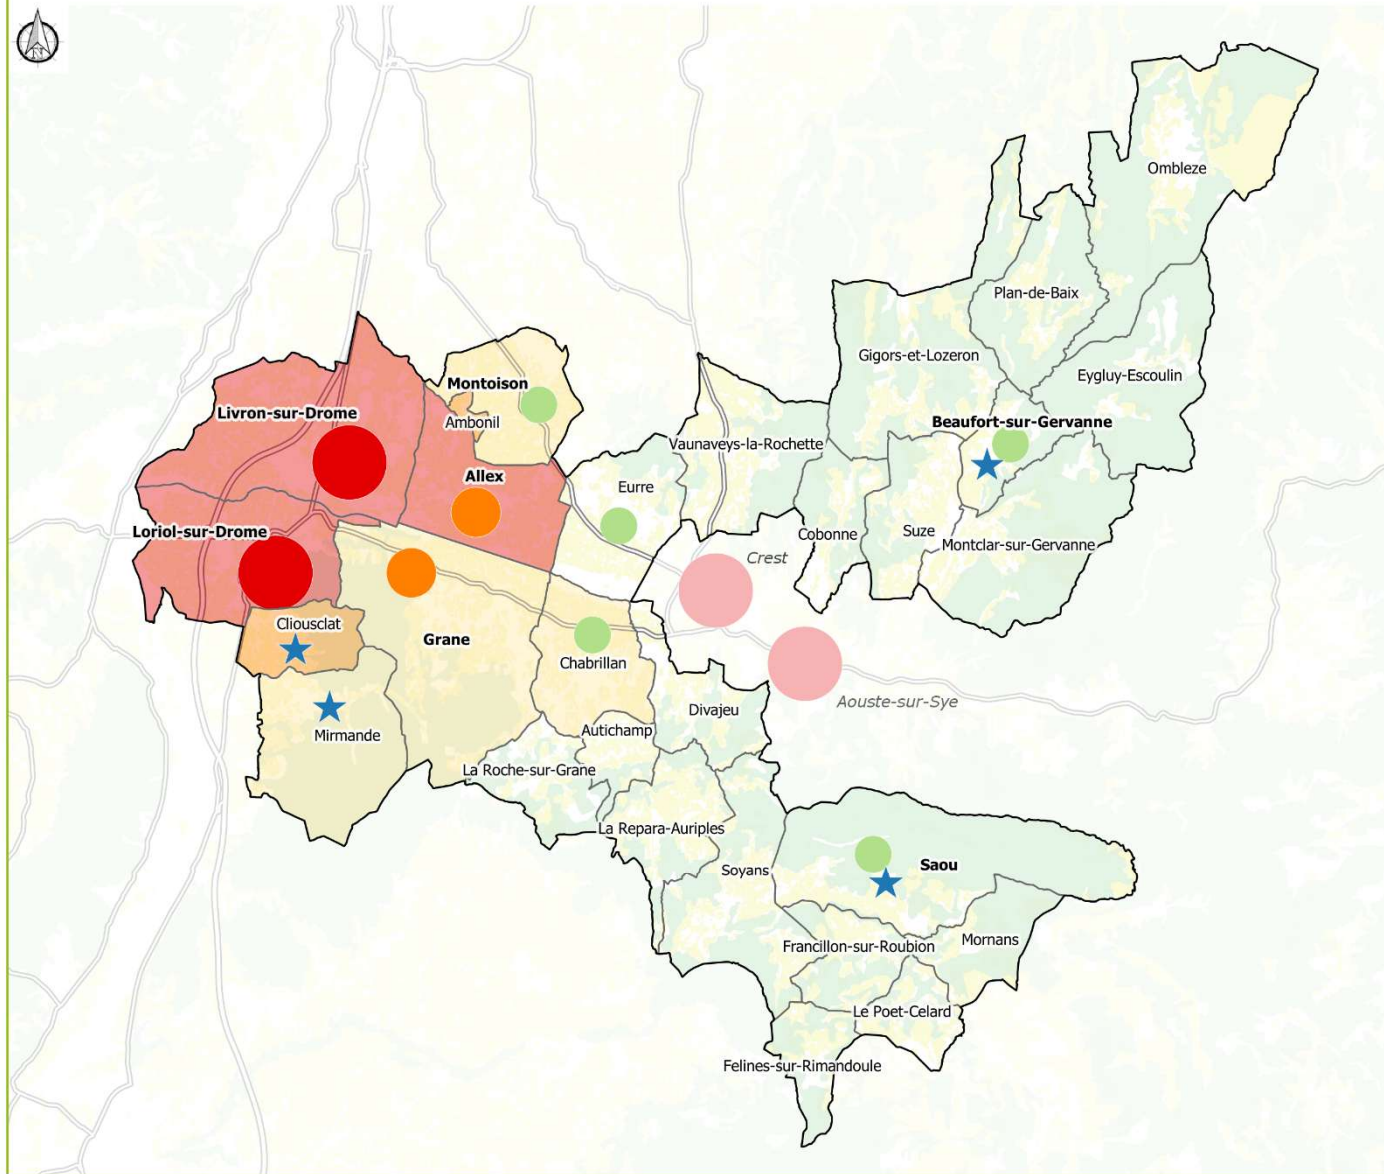 N
Ombleze
Plan-de-Baix
Gigors-et-Lozeron
Eygluy-Escoulin
Montoison
Livron-sur-Drome
Ambonil
Beaufort-sur-Gervanne
Vaunaveys-la-Rochette
Allex
Eurre
Loriol-sur-Drome
Cobonne
Suze
Montclar-sur-Gervanne
Crest
Cliousclat
Grane
Chabrillan
Aouste-sur-Sye
Divajeu
Mirmande
Autichamp
La Roche-sur-Grane
La Repara-Auriples
Soyans
Saou
Francillon-sur-Roubion
Mornans
Le Poet-Celard
Felines-sur-Rimandoule